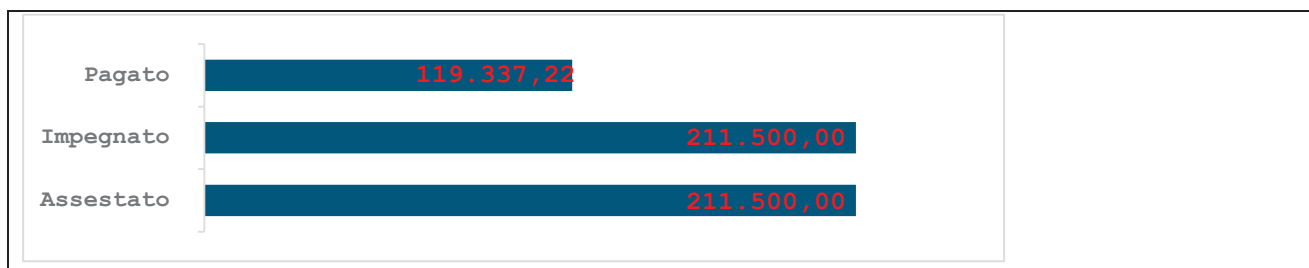 Pagato 119.337,22
Impegnato 211.500,00
Assestato 211.500,00